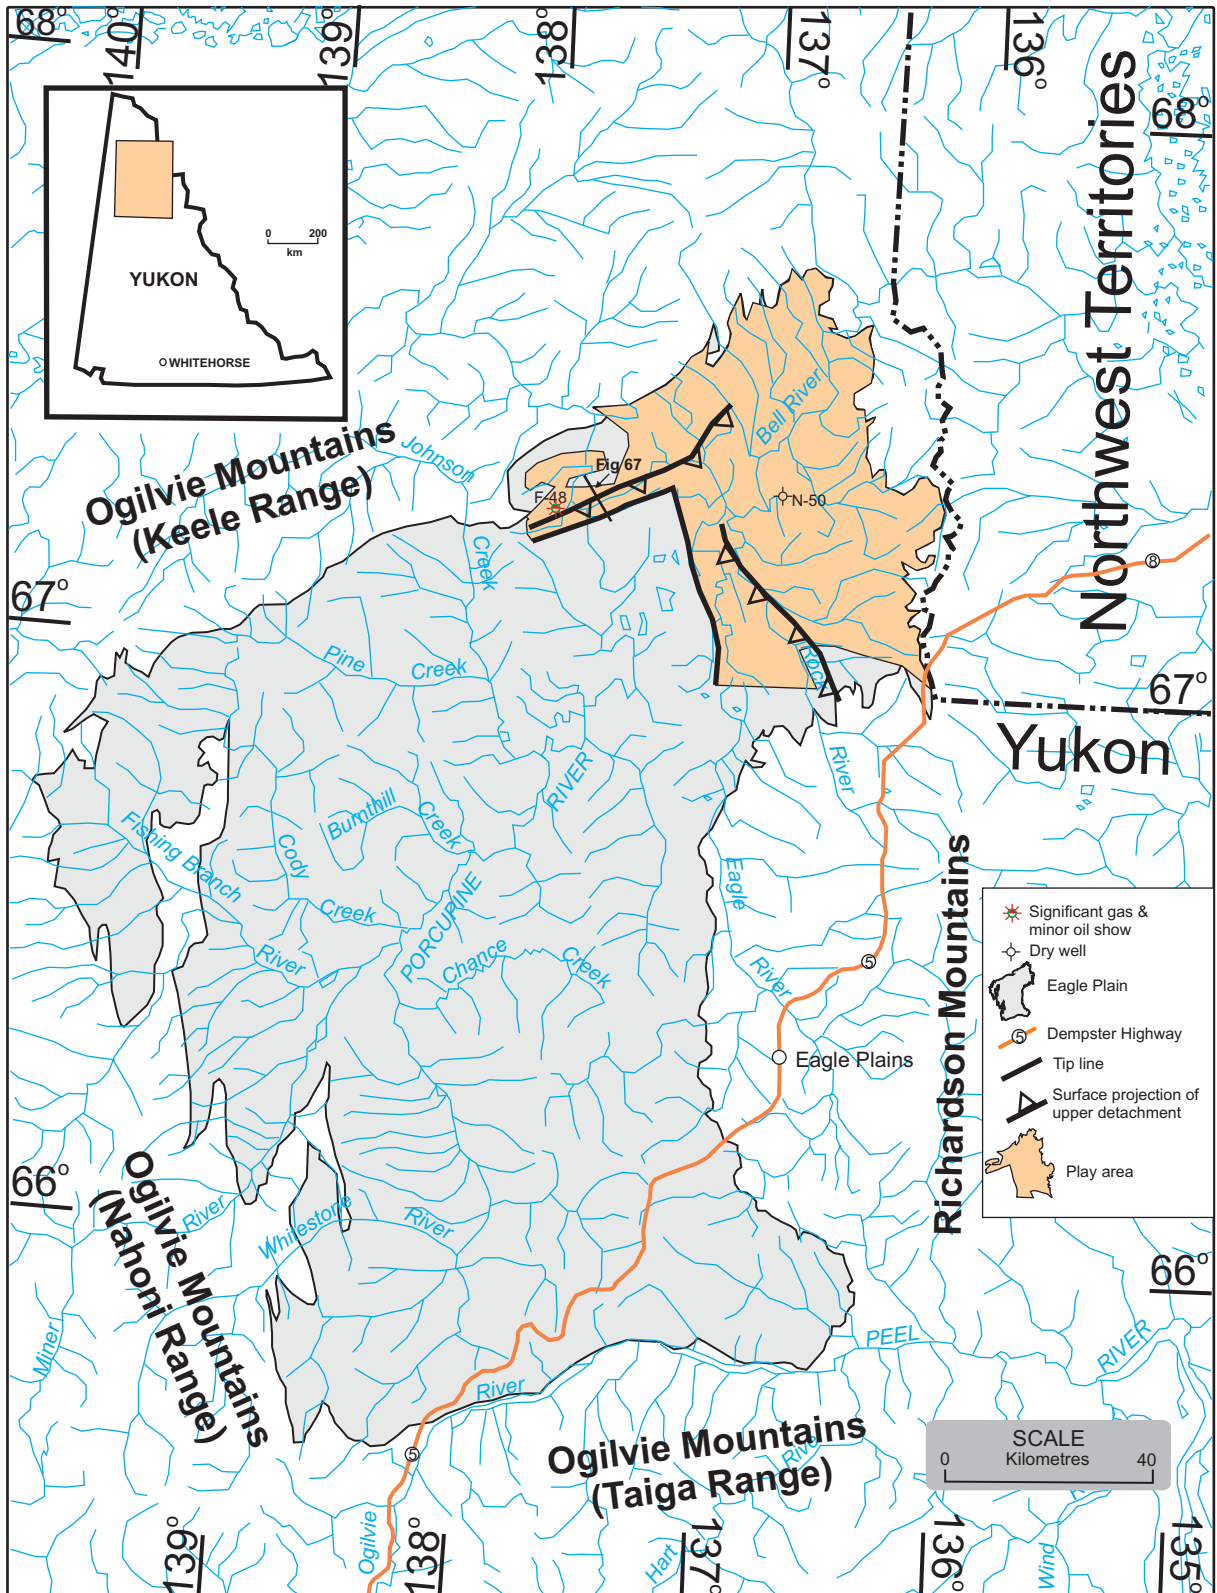 68°
140°
139°
138°
137°
136°
68°
Northwest Territories
0 200
km
YUKON
WHITEHORSE
Bell River
Ogilvie Mountains
(Keele Range)
Johnson
Creek
Fig 67
F-48
N-50
8
67°
67°
Yukon
Pine Creek
Rock
River
RIVER
Burnthill
Creek
Cody
Creek
Fishing Branch
River
PORCUPINE
Chance
Creek
Eagle
River
5
Eagle Plains
Richardson Mountains
Significant gas &
minor oil show
Dry well
Eagle Plain
5
Dempster Highway
Tip line
Surface projection of
upper detachment
Play area
66°
66°
Ogilvie Mountains
(Nahoni Range)
River
Whitestone
River
Miner
PEEL
RIVER
River
5
Ogilvie
Ogilvie Mountains
(Taiga Range)
River
Hart
Wind
SCALE
Kilometres
0 40
139°
138°
137°
136°
135°